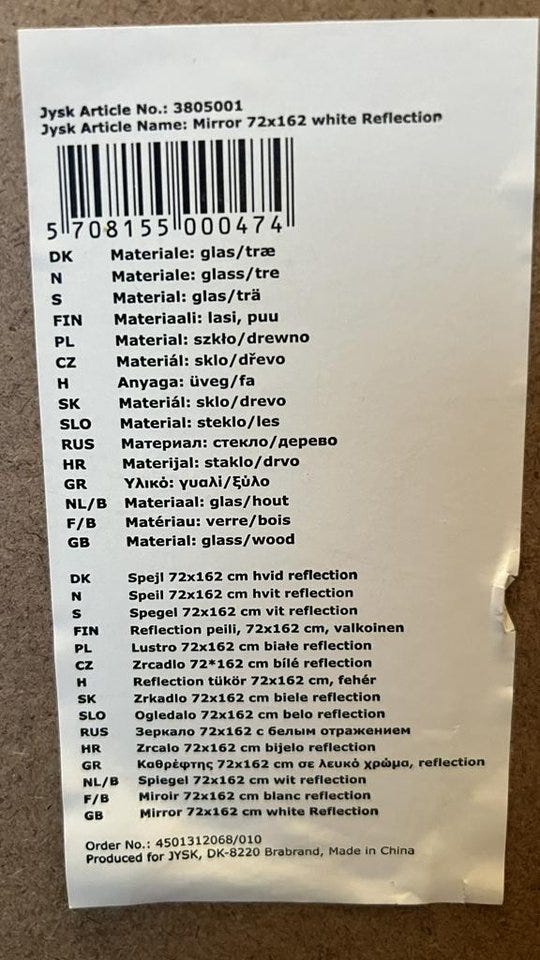 Jysk Article No.: 3805001
Jysk Article Name: Mirror 72x162 white Reflection
5 708155 000474
DK Materiale: glas/træ
N Materiale: glass/tre
S Material: glas/trä
FIN Materiaali: lasi, puu
PL Material: szkło/drewno
CZ Materiál: sklo/dřevo
H Anyaga: üveg/fa
SK Materiál: sklo/drevo
SLO Material: steklo/les
RUS Материал: стекло/дерево
HR Materijal: staklo/drvo
GR Υλικό: γυαλί/ξύλο
NL/B Materiaal: glas/hout
F/B Matériau: verre/bois
GB Material: glass/wood
DK Spejl 72x162 cm hvid reflection
N Speil 72x162 cm hvit reflection
S Spegel 72x162 cm vit reflection
FIN Reflection peili, 72x162 cm, valkoinen
PL Lustro 72x162 cm białe reflection
CZ Zrcadlo 72*162 cm bílé reflection
H Reflection tükör 72x162 cm, fehér
SK Zrkadlo 72x162 cm biele reflection
SLO Ogledalo 72x162 cm belo reflection
RUS Зеркало 72x162 с белым отражением
HR Zrcalo 72x162 cm bijelo reflection
GR Καθρέφτης 72x162 cm σε λευκό χρώμα, reflection
NL/B Spiegel 72x162 cm wit reflection
F/B Miroir 72x162 cm blanc reflection
GB Mirror 72x162 cm white Reflection
Order No.: 4501312068/010
Produced for JYSK, DK-8220 Brabrand, Made in China